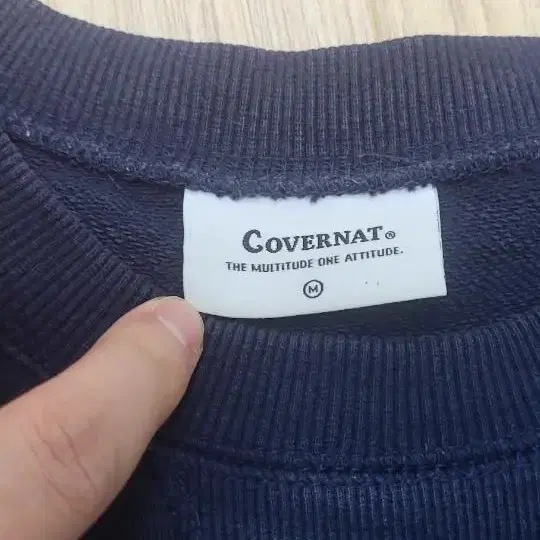 COVERNAT®
THE MULTITUDE ONE ATTITUDE.
M